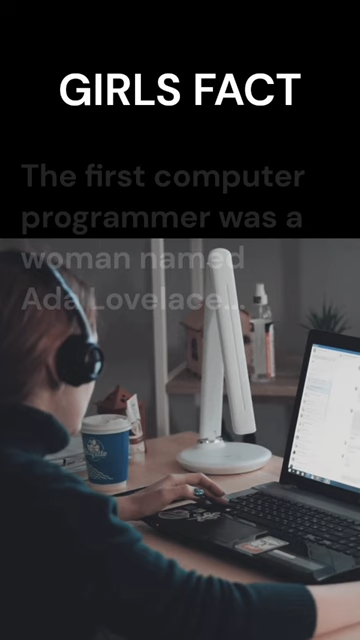 GIRLS FACT
The first computer
programmer was a
woman named
Ada Lovelace...